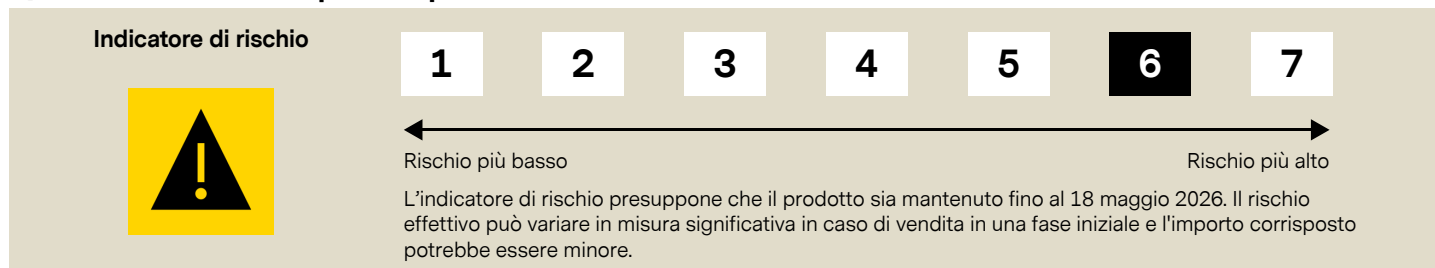 Indicatore di rischio
1 2 3 4 5 6 7
Rischio più basso Rischio più alto
L'indicatore di rischio presuppone che il prodotto sia mantenuto fino al 18 maggio 2026. Il rischio
effettivo può variare in misura significativa in caso di vendita in una fase iniziale e l'importo corrisposto
potrebbe essere minore.